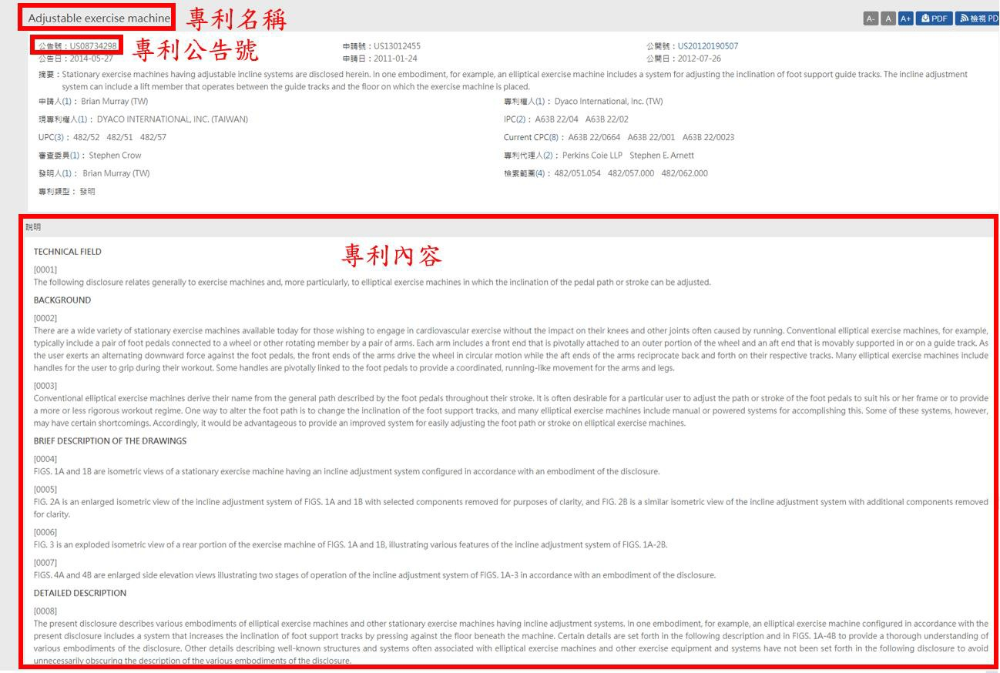 Adjustable exercise machine 專利名稱 A- A A+ PDF 檢視 PD
公告號：US08734298 專利公告號 申請號：US13012455 公開號：US20120190507
公告日：2014-05-27 申請日：2011-01-24 公開日：2012-07-26
摘要：Stationary exercise machines having adjustable incline systems are disclosed herein. In one embodiment, for example, an elliptical exercise machine includes a system for adjusting the inclination of foot support guide tracks. The incline adjustment
system can include a lift member that operates between the guide tracks and the floor on which the exercise machine is placed.
申請人(1)： Brian Murray (TW) 專利權人(1)： Dyaco International, Inc. (TW)
現專利權人(1)： DYACO INTERNATIONAL, INC. (TAIWAN) IPC(2)： A63B 22/04 A63B 22/02
UPC(3)： 482/52 482/51 482/57 Current CPC(8)： A63B 22/0664 A63B 22/001 A63B 22/0023
審查委員(1)： Stephen Crow 專利代理人(2)： Perkins Coie LLP Stephen E. Arnett
發明人(1)： Brian Murray (TW) 檢索範圍(4)： 482/051.054 482/057.000 482/062.000
專利類型： 發明
說明
TECHNICAL FIELD 專利內容
[0001]
The following disclosure relates generally to exercise machines and, more particularly, to elliptical exercise machines in which the inclination of the pedal path or stroke can be adjusted.
BACKGROUND
[0002]
There are a wide variety of stationary exercise machines available today for those wishing to engage in cardiovascular exercise without the impact on their knees and other joints often caused by running. Conventional elliptical exercise machines, for example,
typically include a pair of foot pedals connected to a wheel or other rotating member by a pair of arms. Each arm includes a front end that is pivotally attached to an outer portion of the wheel and an aft end that is movably supported in or on a guide track. As
the user exerts an alternating downward force against the foot pedals, the front ends of the arms drive the wheel in circular motion while the aft ends of the arms reciprocate back and forth on their respective tracks. Many elliptical exercise machines include
handles for the user to grip during their workout. Some handles are pivotally linked to the foot pedals to provide a coordinated, running-like movement for the arms and legs.
[0003]
Conventional elliptical exercise machines derive their name from the general path described by the foot pedals throughout their stroke. It is often desirable for a particular user to adjust the path or stroke of the foot pedals to suit his or her frame or to provide
a more or less rigorous workout regime. One way to alter the foot path is to change the inclination of the foot support tracks, and many elliptical exercise machines include manual or powered systems for accomplishing this. Some of these systems, however,
may have certain shortcomings. Accordingly, it would be advantageous to provide an improved system for easily adjusting the foot path or stroke on elliptical exercise machines.
BRIEF DESCRIPTION OF THE DRAWINGS
[0004]
FIGS. 1A and 1B are isometric views of a stationary exercise machine having an incline adjustment system configured in accordance with an embodiment of the disclosure.
[0005]
FIG. 2A is an enlarged isometric view of the incline adjustment system of FIGS. 1A and 1B with selected components removed for purposes of clarity, and FIG. 2B is a similar isometric view of the incline adjustment system with additional components removed
for clarity.
[0006]
FIG. 3 is an exploded isometric view of a rear portion of the exercise machine of FIGS. 1A and 1B, illustrating various features of the incline adjustment system of FIGS. 1A-2B.
[0007]
FIGS. 4A and 4B are enlarged side elevation views illustrating two stages of operation of the incline adjustment system of FIGS. 1A-3 in accordance with an embodiment of the disclosure.
DETAILED DESCRIPTION
[0008]
The present disclosure describes various embodiments of elliptical exercise machines and other stationary exercise machines having incline adjustment systems. In one embodiment, for example, an elliptical exercise machine configured in accordance with the
present disclosure includes a system that increases the inclination of foot support tracks by pressing against the floor beneath the machine. Certain details are set forth in the following description and in FIGS. 1A-4B to provide a thorough understanding of
various embodiments of the disclosure. Other details describing well-known structures and systems often associated with elliptical exercise machines and other exercise equipment and systems have not been set forth in the following disclosure to avoid
unnecessarily obscuring the description of the various embodiments of the disclosure.